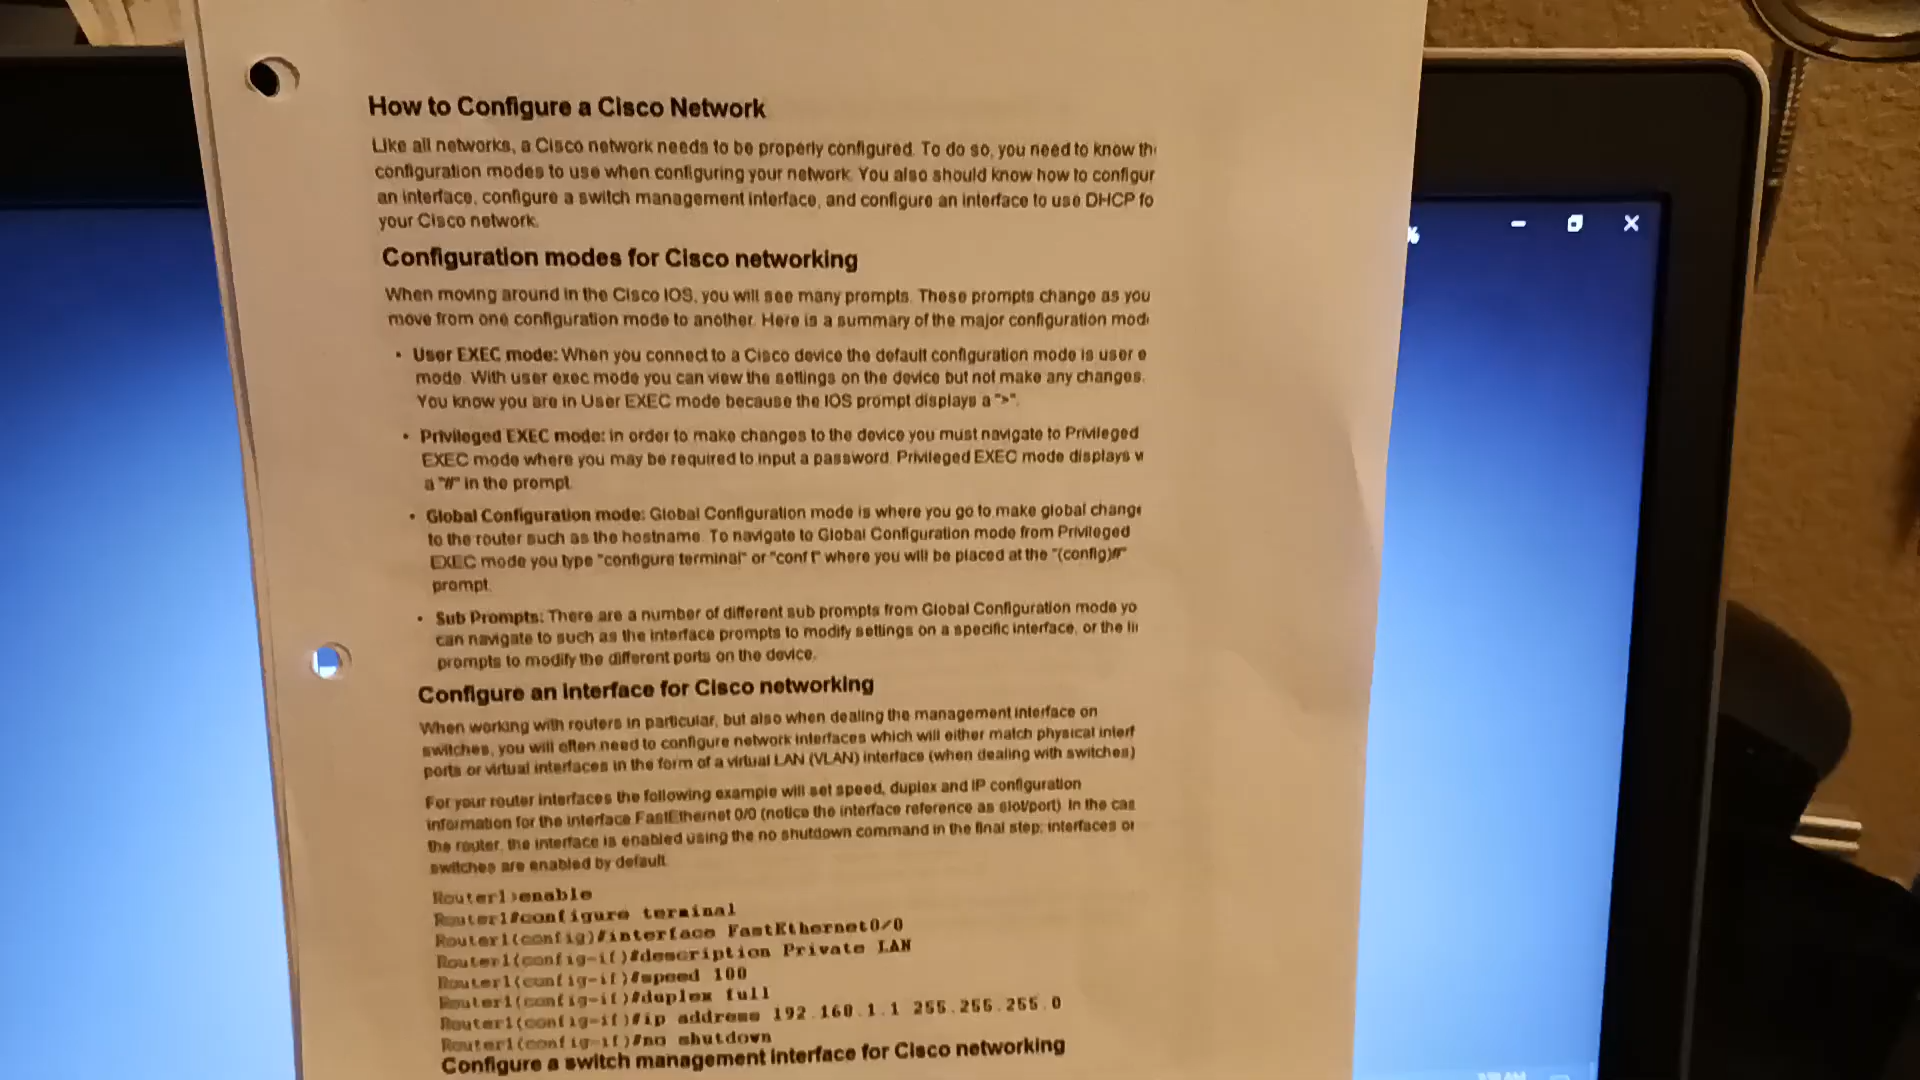 How to Configure a Cisco Network
Like all networks, a Cisco network needs to be properly configured. To do so, you need to know th
configuration modes to use when configuring your network. You also should know how to configur
an interface, configure a switch management interface, and configure an interface to use DHCP fo
your Cisco network.
Configuration modes for Cisco networking
When moving around in the Cisco IOS, you will see many prompts. These prompts change as you
move from one configuration mode to another. Here is a summary of the major configuration mod
• User EXEC mode: When you connect to a Cisco device the default configuration mode is user e
mode. With user exec mode you can view the settings on the device but not make any changes.
You know you are in User EXEC mode because the IOS prompt displays a ">".
• Privileged EXEC mode: In order to make changes to the device you must navigate to Privileged
EXEC mode where you may be required to input a password. Privileged EXEC mode displays w
a "#" in the prompt.
• Global Configuration mode: Global Configuration mode is where you go to make global change
to the router such as the hostname. To navigate to Global Configuration mode from Privileged
EXEC mode you type "configure terminal" or "conf t" where you will be placed at the "(config)#"
prompt.
• Sub Prompts: There are a number of different sub prompts from Global Configuration mode yo
can navigate to such as the interface prompts to modify settings on a specific interface, or the li
prompts to modify the different ports on the device.
Configure an interface for Cisco networking
When working with routers in particular, but also when dealing the management interface on
switches, you will often need to configure network interfaces which will either match physical interf
ports or virtual interfaces in the form of a virtual LAN (VLAN) interface (when dealing with switches)
For your router interfaces the following example will set speed, duplex and IP configuration
information for the interface FastEthernet 0/0 (notice the interface reference as slot/port). In the cas
the router, the interface is enabled using the no shutdown command in the final step; interfaces or
switches are enabled by default.
Router1>enable
Router1#configure terminal
Router1(config)#interface FastEthernet0/0
Router1(config-if)#description Private LAN
Router1(config-if)#speed 100
Router1(config-if)#duplex full
Router1(config-if)#ip address 192.168.1.1 255.255.255.0
Router1(config-if)#no shutdown
Configure a switch management interface for Cisco networking